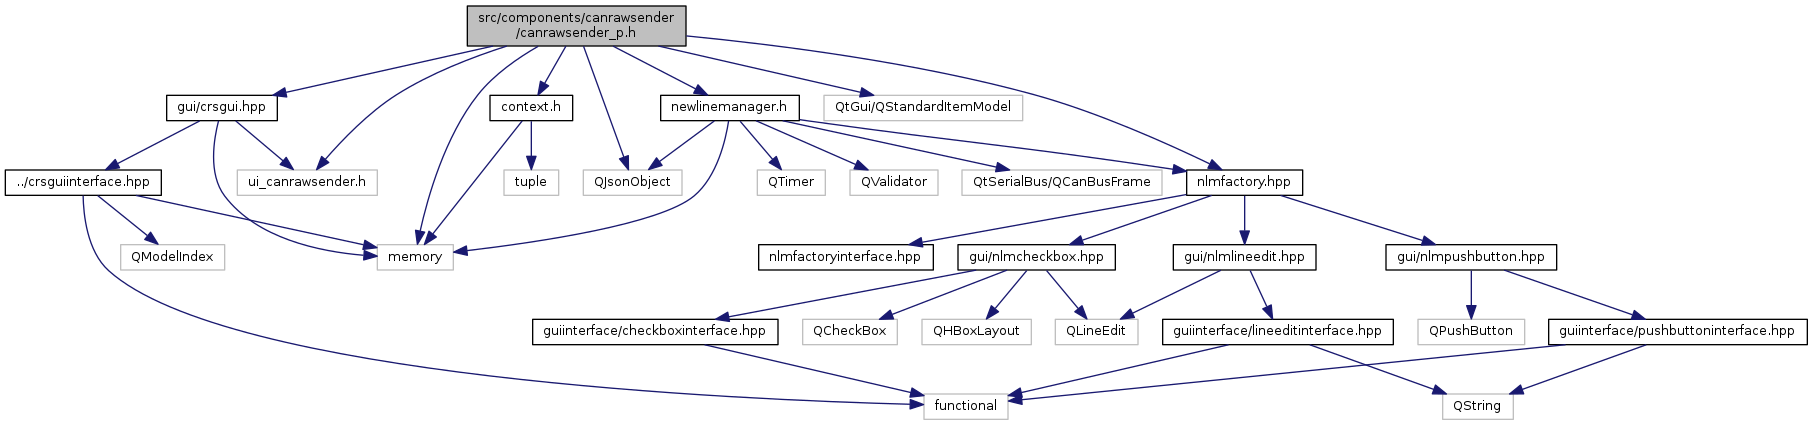 src/components/canrawsender
/canrawsender_p.h
gui/crsgui.hpp
context.h
newlinemanager.h
QtGui/QStandardItemModel
../crsguiinterface.hpp
ui_canrawsender.h
tuple
QJsonObject
QTimer
QValidator
QtSerialBus/QCanBusFrame
nlmfactory.hpp
QModelIndex
memory
nlmfactoryinterface.hpp
gui/nlmcheckbox.hpp
gui/nlmlineedit.hpp
gui/nlmpushbutton.hpp
guiinterface/checkboxinterface.hpp
QCheckBox
QHBoxLayout
QLineEdit
guiinterface/lineeditinterface.hpp
QPushButton
guiinterface/pushbuttoninterface.hpp
functional
QString